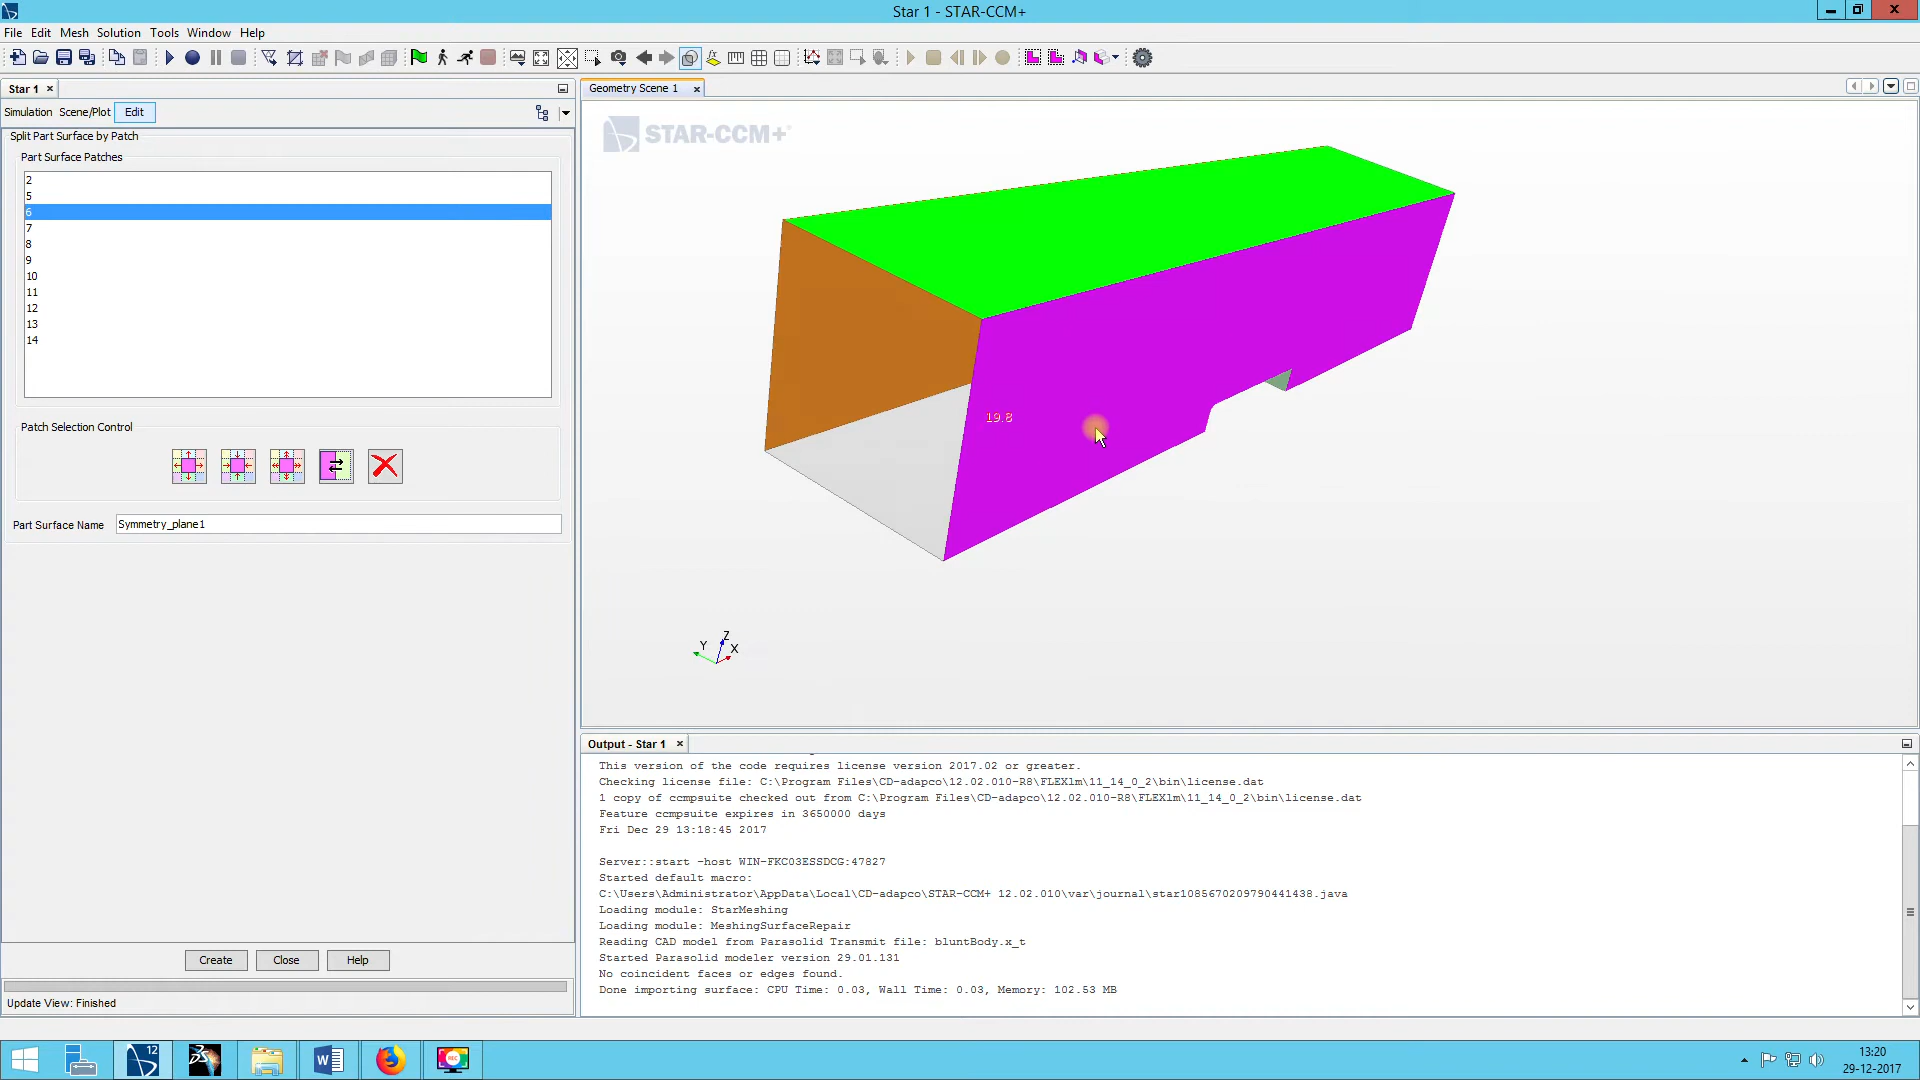 Star 1 - STAR-CCM+
File Edit Mesh Solution Tools Window Help
Star 1
Simulation Scene/Plot Edit
Split Part Surface by Patch
Part Surface Patches
2
5
6
7
8
9
10
11
12
13
14
Patch Selection Control
Part Surface Name Symmetry_plane1
Create Close Help
Update View: Finished
Geometry Scene 1
STAR-CCM+
19.8
Z
Y
X
Output - Star 1
This version of the code requires license version 2017.02 or greater.
Checking license file: C:\Program Files\CD-adapco\12.02.010-R8\FLEXlm\11_14_0_2\bin\license.dat
1 copy of ccmpsuite checked out from C:\Program Files\CD-adapco\12.02.010-R8\FLEXlm\11_14_0_2\bin\license.dat
Feature ccmpsuite expires in 3650000 days
Fri Dec 29 13:18:45 2017
Server::start -host WIN-FKC03ESSDCG:47827
Started default macro:
C:\Users\Administrator\AppData\Local\CD-adapco\STAR-CCM+ 12.02.010\var\journal\star1085670209790441438.java
Loading module: StarMeshing
Loading module: MeshingSurfaceRepair
Reading CAD model from Parasolid Transmit file: bluntBody.x_t
Started Parasolid modeler version 29.01.131
No coincident faces or edges found.
Done importing surface: CPU Time: 0.03, Wall Time: 0.03, Memory: 102.53 MB
12
REC
13:20
29-12-2017